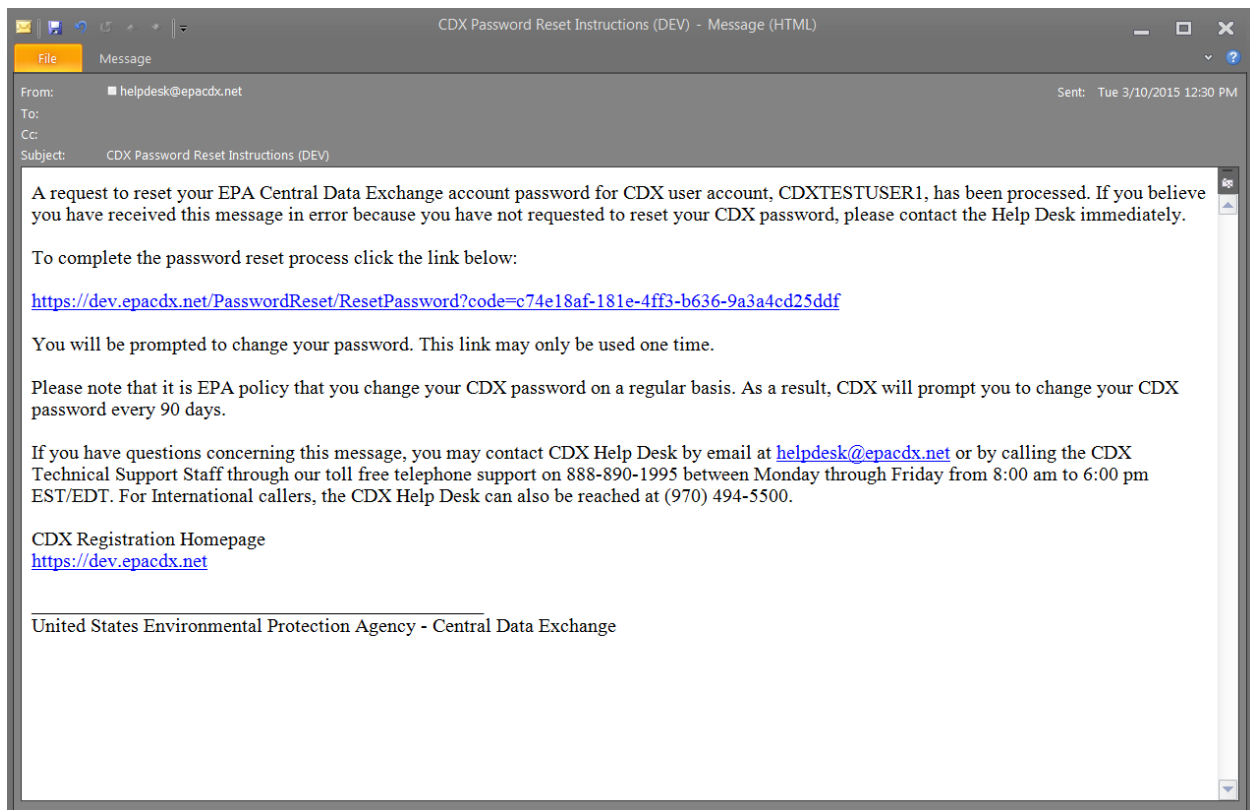 CDX Password Reset Instructions (DEV) - Message (HTML)
File Message
From: helpdesk@epacdx.net Sent: Tue 3/10/2015 12:30 PM
To:
Cc:
Subject: CDX Password Reset Instructions (DEV)
A request to reset your EPA Central Data Exchange account password for CDX user account, CDXTESTUSER1, has been processed. If you believe
you have received this message in error because you have not requested to reset your CDX password, please contact the Help Desk immediately.
To complete the password reset process click the link below:
https://dev.epacdx.net/PasswordReset/ResetPassword?code=c74e18af-181e-4ff3-b636-9a3a4cd25ddf
You will be prompted to change your password. This link may only be used one time.
Please note that it is EPA policy that you change your CDX password on a regular basis. As a result, CDX will prompt you to change your CDX
password every 90 days.
If you have questions concerning this message, you may contact CDX Help Desk by email at helpdesk@epacdx.net or by calling the CDX
Technical Support Staff through our toll free telephone support on 888-890-1995 between Monday through Friday from 8:00 am to 6:00 pm
EST/EDT. For International callers, the CDX Help Desk can also be reached at (970) 494-5500.
CDX Registration Homepage
https://dev.epacdx.net
United States Environmental Protection Agency - Central Data Exchange